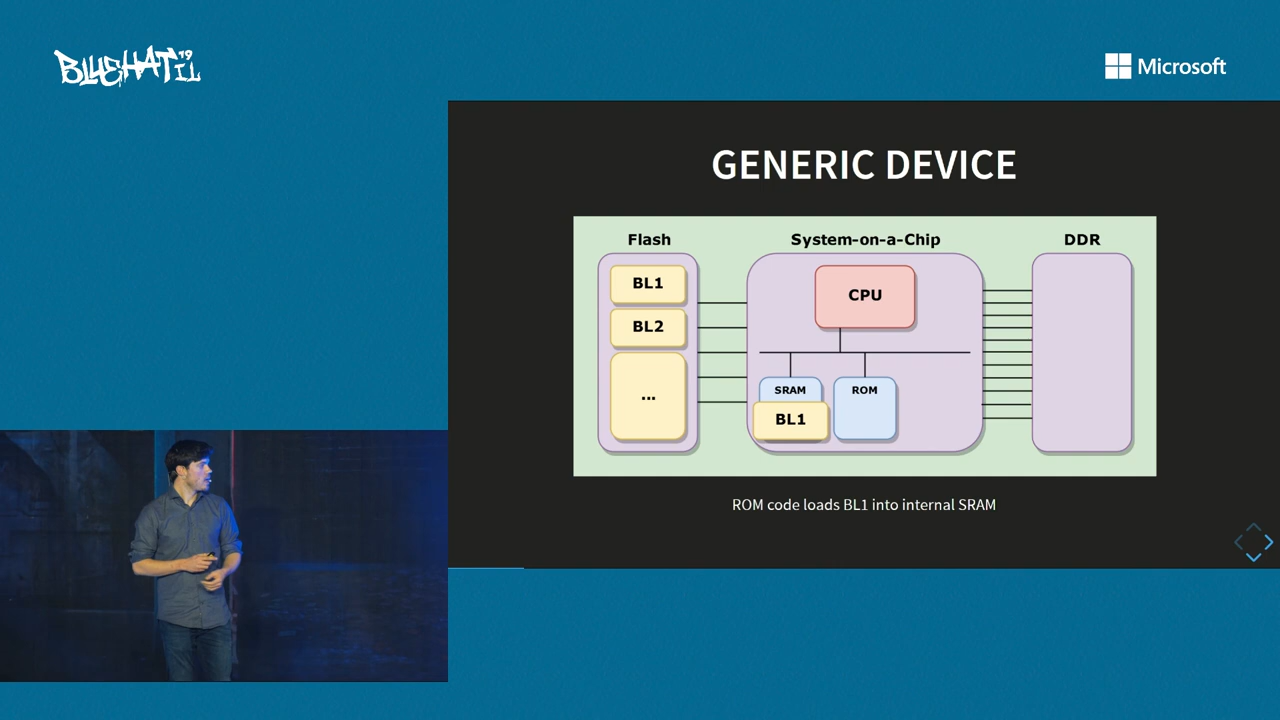 BLUEHAT
19
IL
Microsoft
GENERIC DEVICE
Flash
System-on-a-Chip
DDR
BL1
BL2
...
CPU
SRAM
ROM
BL1
ROM code loads BL1 into internal SRAM